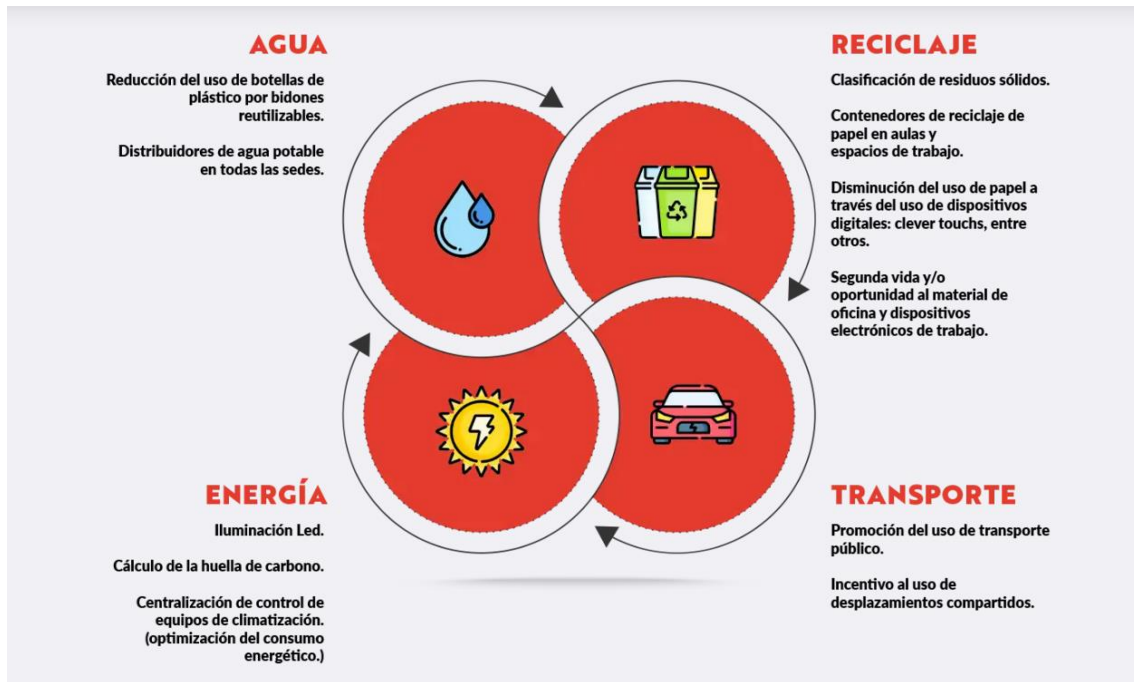 AGUA
Reducción del uso de botellas de
plástico por bidones
reutilizables.
Distribuidores de agua potable
en todas las sedes.
RECICLAJE
Clasificación de residuos sólidos.
Contenedores de reciclaje de
papel en aulas y
espacios de trabajo.
Disminución del uso de papel a
través del uso de dispositivos
digitales: clever touchs, entre
otros.
Segunda vida y/o
oportunidad al material de
oficina y dispositivos
electrónicos de trabajo.
ENERGÍA
Iluminación Led.
Cálculo de la huella de carbono.
Centralización de control de
equipos de climatización.
(optimización del consumo
energético.)
TRANSPORTE
Promoción del uso de transporte
público.
Incentivo al uso de
desplazamientos compartidos.